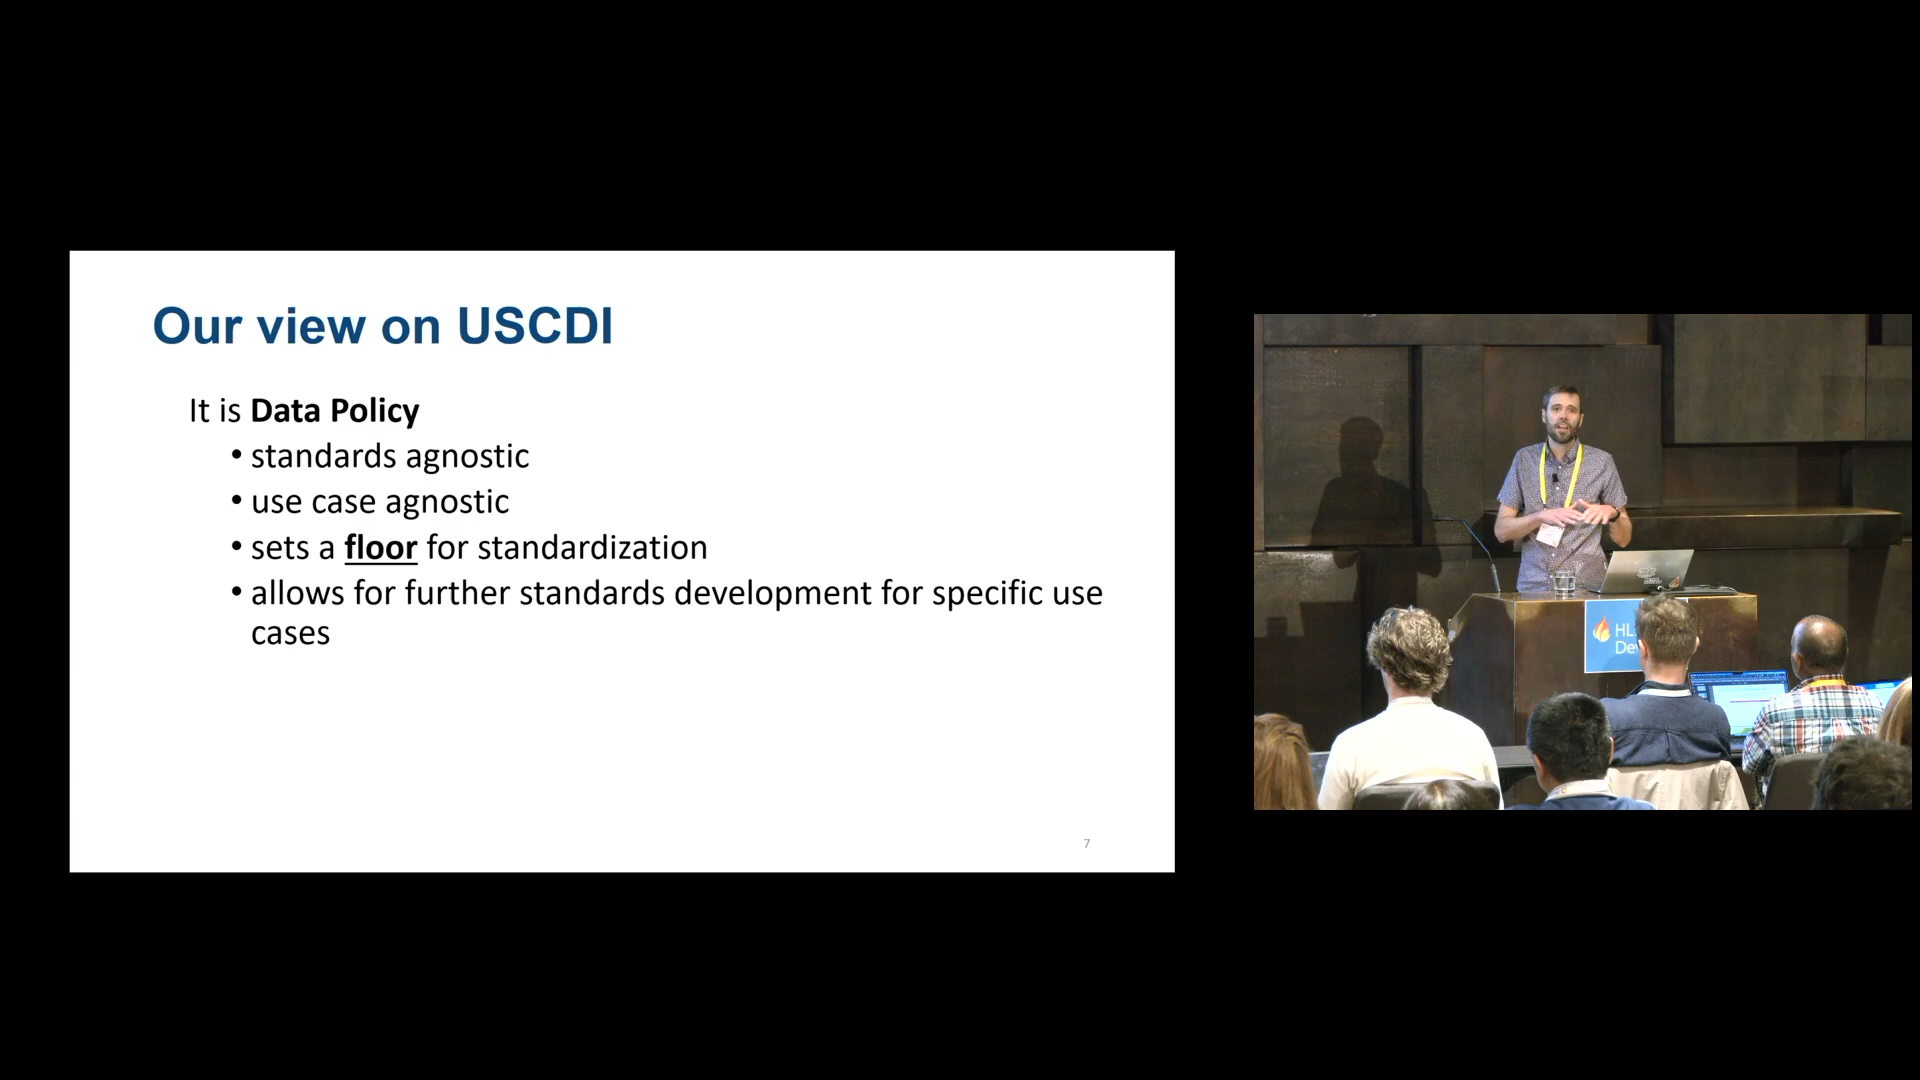 Our view on USCDI
It is Data Policy
• standards agnostic
• use case agnostic
• sets a floor for standardization
• allows for further standards development for specific use
cases
7